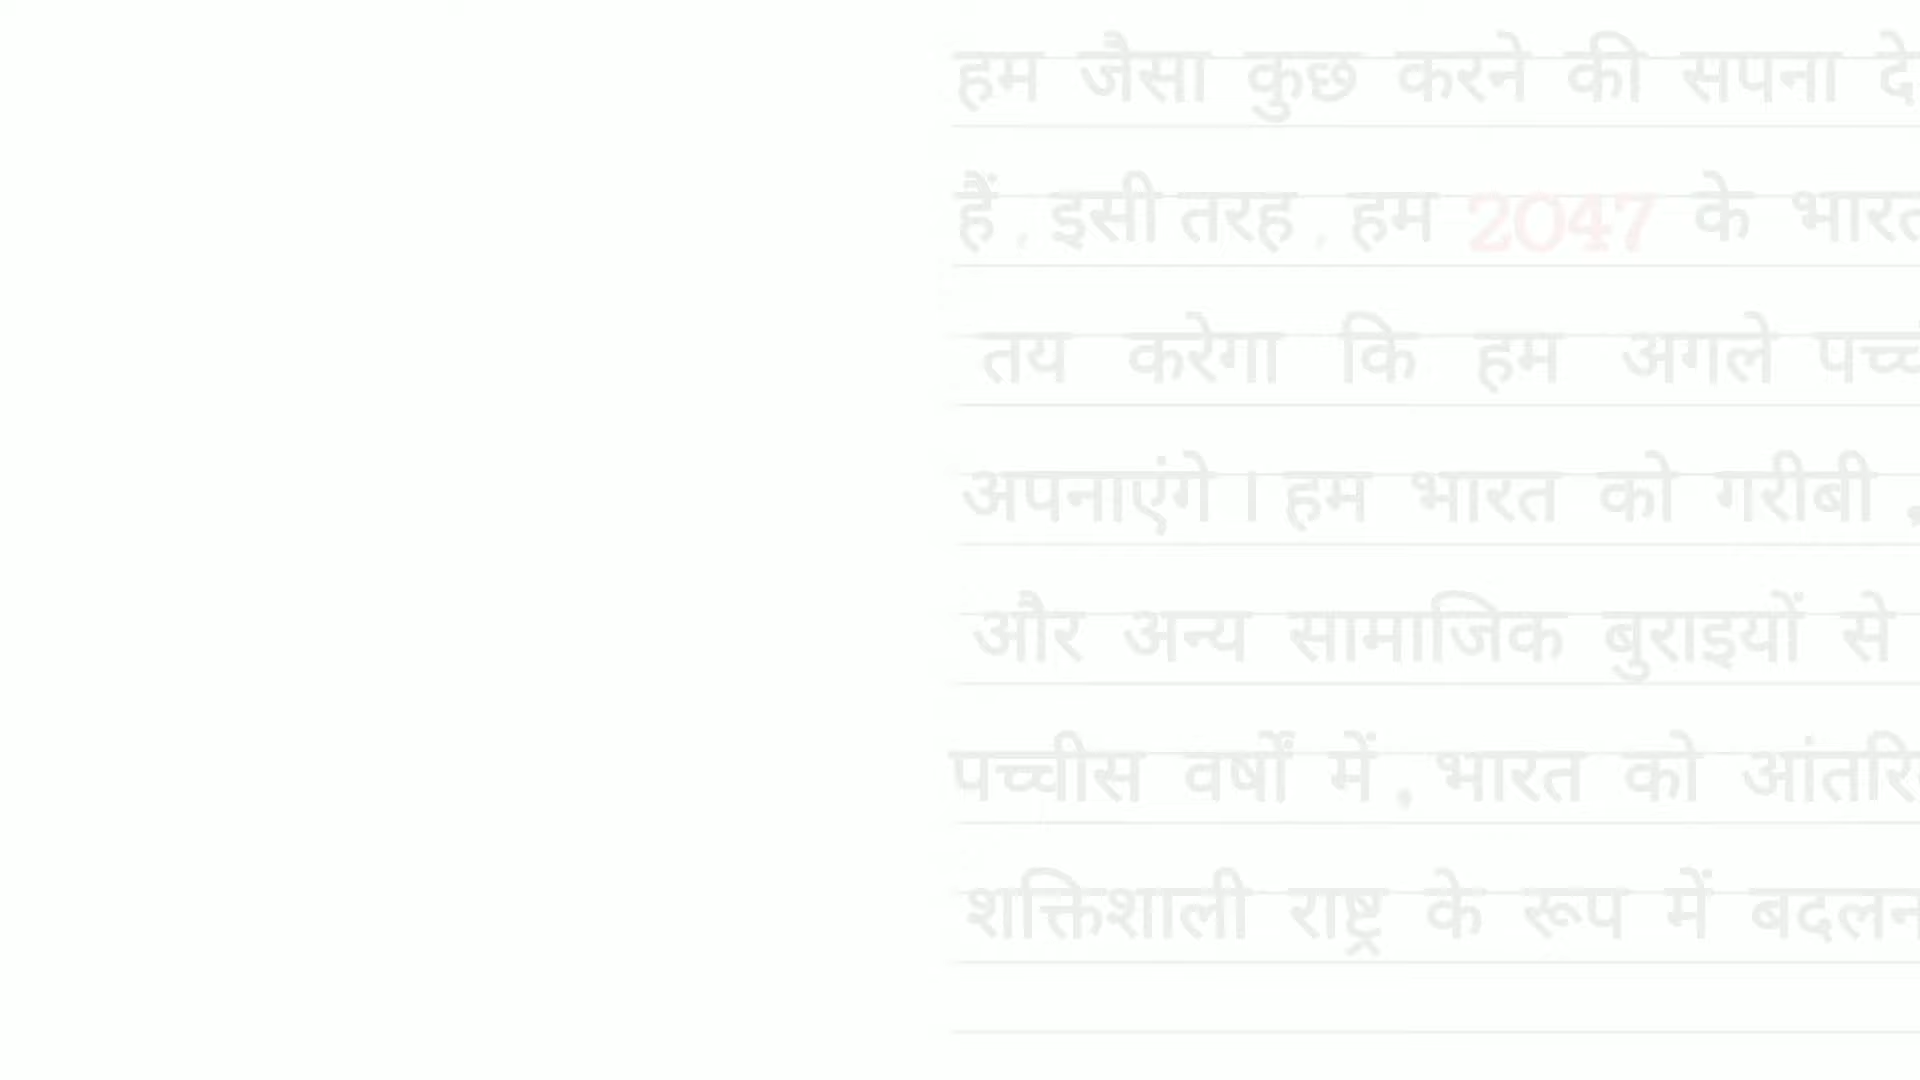 हम जैसा कुछ करने की सपना
हैं , इसी तरह , हम 2047 के
तय करेगा कि हम अगले
अपनाएंगे । हम भारत को गरीबी
और अन्य सामाजिक बुराइयों से
पच्चीस वर्षों में , भारत को
शक्तिशाली राष्ट्र के रूप में